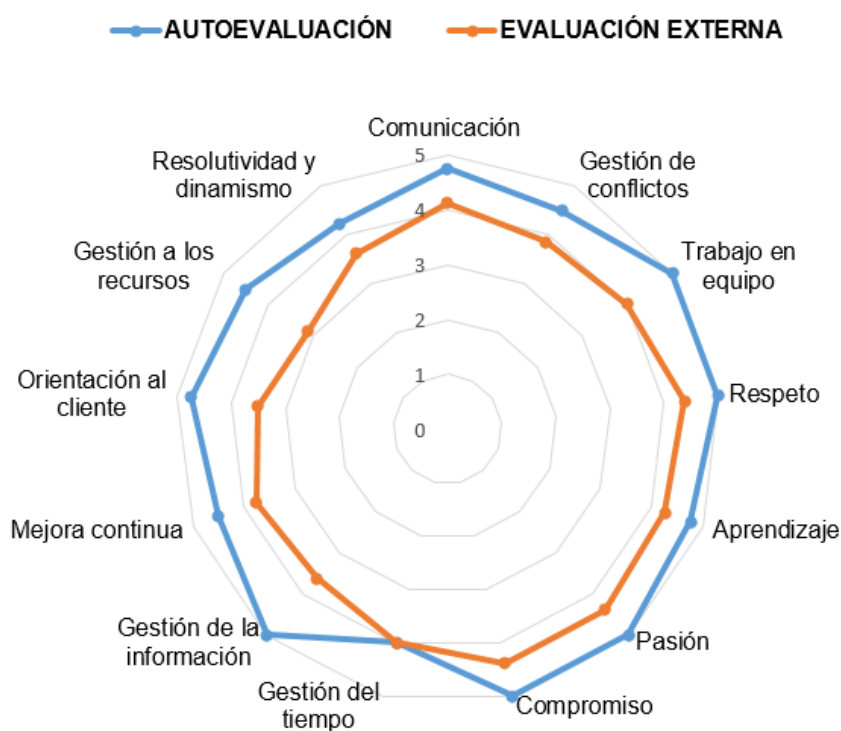 AUTOEVALUACIÓN
EVALUACIÓN EXTERNA
Comunicación
Gestión de
conflictos
Trabajo en
equipo
Respeto
Aprendizaje
Pasión
Compromiso
Gestión del
tiempo
Gestión de la
información
Mejora continua
Orientación al
cliente
Gestión a los
recursos
Resolutividad y
dinamismo
5
4
3
2
1
0